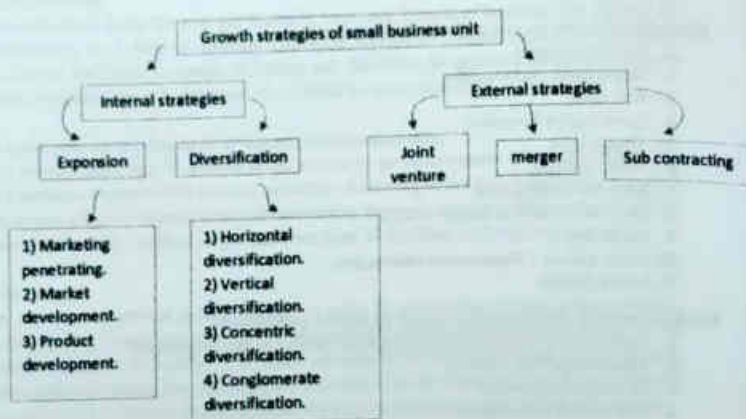 Growth strategies of small business unit
Internal strategies
External strategies
Exponsion
Diversification
Joint
venture
merger
Sub contracting
1) Marketing
penetrating.
2) Market
development.
3) Product
development.
1) Horizontal
diversification.
2) Vertical
diversification.
3) Concentric
diversification.
4) Conglomerate
diversification.